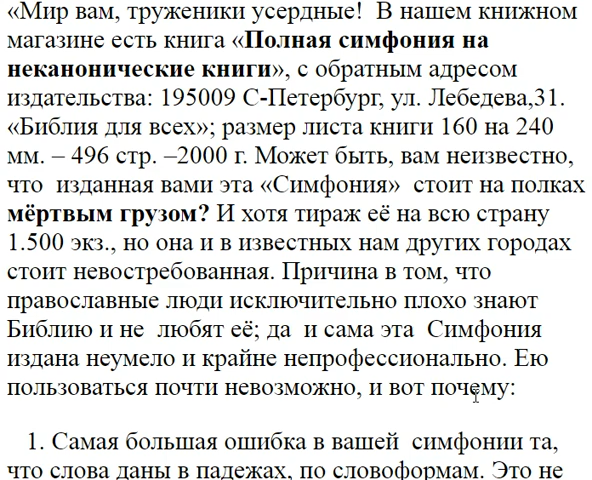 «Мир вам, труженики усердные!  В нашем книжном
магазине есть книга «Полная симфония на
неканонические книги», с обратным адресом
издательства: 195009 С-Петербург, ул. Лебедева,31.
«Библия для всех»; размер листа книги 160 на 240
мм. – 496 стр. –2000 г. Может быть, вам неизвестно,
что  изданная вами эта «Симфония»  стоит на полках
мёртвым грузом? И хотя тираж её на всю страну
1.500 экз., но она и в известных нам других городах
стоит невостребованная. Причина в том, что
православные люди исключительно плохо знают
Библию и не  любят её; да  и сама эта  Симфония
издана неумело и крайне непрофессионально. Ею
пользоваться почти невозможно, и вот почему:
1. Самая большая ошибка в вашей  симфонии та,
что слова даны в падежах, по словоформам. Это не